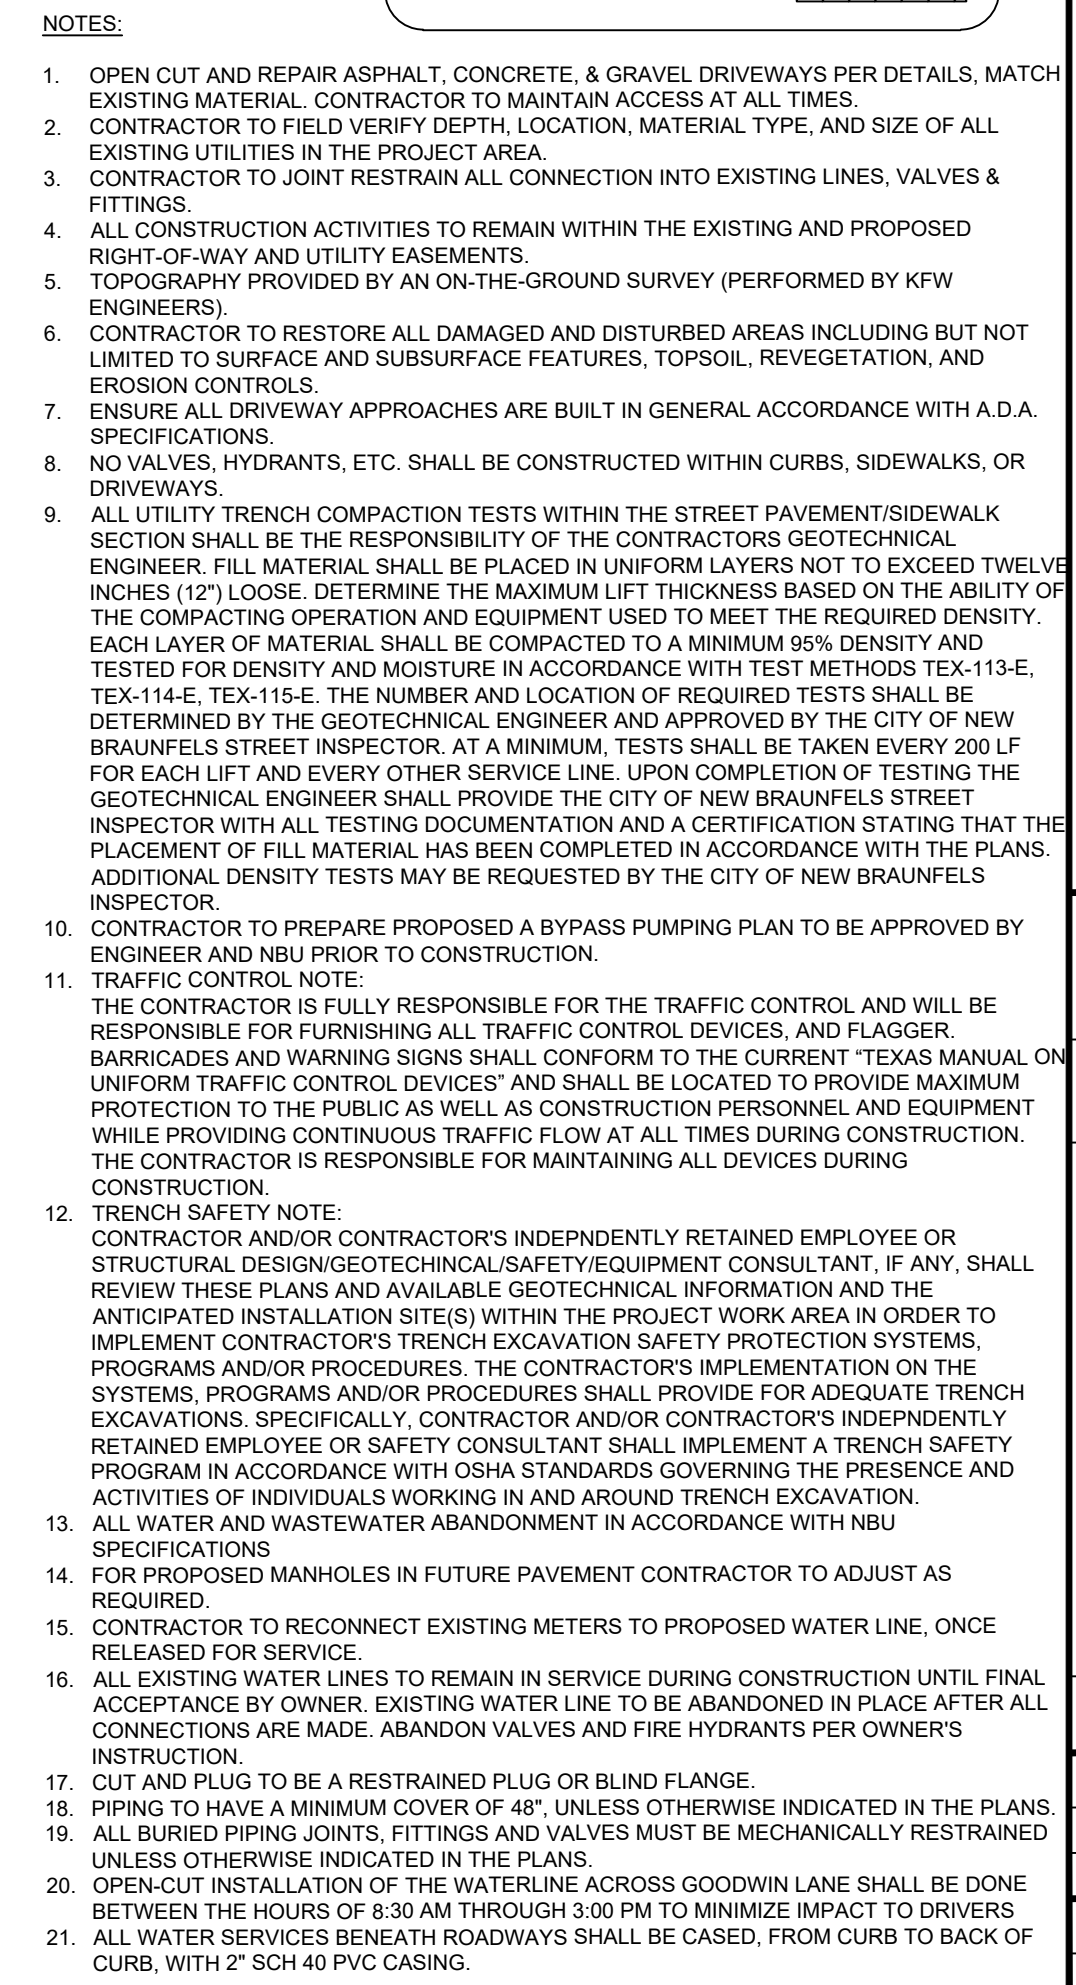 NOTES:
1. OPEN CUT AND REPAIR ASPHALT, CONCRETE, & GRAVEL DRIVEWAYS PER DETAILS, MATCH
EXISTING MATERIAL. CONTRACTOR TO MAINTAIN ACCESS AT ALL TIMES.
2. CONTRACTOR TO FIELD VERIFY DEPTH, LOCATION, MATERIAL TYPE, AND SIZE OF ALL
EXISTING UTILITIES IN THE PROJECT AREA.
3. CONTRACTOR TO JOINT RESTRAIN ALL CONNECTION INTO EXISTING LINES, VALVES &
FITTINGS.
4. ALL CONSTRUCTION ACTIVITIES TO REMAIN WITHIN THE EXISTING AND PROPOSED
RIGHT-OF-WAY AND UTILITY EASEMENTS.
5. TOPOGRAPHY PROVIDED BY AN ON-THE-GROUND SURVEY (PERFORMED BY KFW
ENGINEERS).
6. CONTRACTOR TO RESTORE ALL DAMAGED AND DISTURBED AREAS INCLUDING BUT NOT
LIMITED TO SURFACE AND SUBSURFACE FEATURES, TOPSOIL, REVEGETATION, AND
EROSION CONTROLS.
7. ENSURE ALL DRIVEWAY APPROACHES ARE BUILT IN GENERAL ACCORDANCE WITH A.D.A.
SPECIFICATIONS.
8. NO VALVES, HYDRANTS, ETC. SHALL BE CONSTRUCTED WITHIN CURBS, SIDEWALKS, OR
DRIVEWAYS.
9. ALL UTILITY TRENCH COMPACTION TESTS WITHIN THE STREET PAVEMENT/SIDEWALK
SECTION SHALL BE THE RESPONSIBILITY OF THE CONTRACTORS GEOTECHNICAL
ENGINEER. FILL MATERIAL SHALL BE PLACED IN UNIFORM LAYERS NOT TO EXCEED TWELVE
INCHES (12") LOOSE. DETERMINE THE MAXIMUM LIFT THICKNESS BASED ON THE ABILITY OF
THE COMPACTING OPERATION AND EQUIPMENT USED TO MEET THE REQUIRED DENSITY.
EACH LAYER OF MATERIAL SHALL BE COMPACTED TO A MINIMUM 95% DENSITY AND
TESTED FOR DENSITY AND MOISTURE IN ACCORDANCE WITH TEST METHODS TEX-113-E,
TEX-114-E, TEX-115-E. THE NUMBER AND LOCATION OF REQUIRED TESTS SHALL BE
DETERMINED BY THE GEOTECHNICAL ENGINEER AND APPROVED BY THE CITY OF NEW
BRAUNFELS STREET INSPECTOR. AT A MINIMUM, TESTS SHALL BE TAKEN EVERY 200 LF
FOR EACH LIFT AND EVERY OTHER SERVICE LINE. UPON COMPLETION OF TESTING THE
GEOTECHNICAL ENGINEER SHALL PROVIDE THE CITY OF NEW BRAUNFELS STREET
INSPECTOR WITH ALL TESTING DOCUMENTATION AND A CERTIFICATION STATING THAT THE
PLACEMENT OF FILL MATERIAL HAS BEEN COMPLETED IN ACCORDANCE WITH THE PLANS.
ADDITIONAL DENSITY TESTS MAY BE REQUESTED BY THE CITY OF NEW BRAUNFELS
INSPECTOR.
10. CONTRACTOR TO PREPARE PROPOSED A BYPASS PUMPING PLAN TO BE APPROVED BY
ENGINEER AND NBU PRIOR TO CONSTRUCTION.
11. TRAFFIC CONTROL NOTE:
THE CONTRACTOR IS FULLY RESPONSIBLE FOR THE TRAFFIC CONTROL AND WILL BE
RESPONSIBLE FOR FURNISHING ALL TRAFFIC CONTROL DEVICES, AND FLAGGER.
BARRICADES AND WARNING SIGNS SHALL CONFORM TO THE CURRENT “TEXAS MANUAL ON
UNIFORM TRAFFIC CONTROL DEVICES” AND SHALL BE LOCATED TO PROVIDE MAXIMUM
PROTECTION TO THE PUBLIC AS WELL AS CONSTRUCTION PERSONNEL AND EQUIPMENT
WHILE PROVIDING CONTINUOUS TRAFFIC FLOW AT ALL TIMES DURING CONSTRUCTION.
THE CONTRACTOR IS RESPONSIBLE FOR MAINTAINING ALL DEVICES DURING
CONSTRUCTION.
12. TRENCH SAFETY NOTE:
CONTRACTOR AND/OR CONTRACTOR'S INDEPNDENTLY RETAINED EMPLOYEE OR
STRUCTURAL DESIGN/GEOTECHINCAL/SAFETY/EQUIPMENT CONSULTANT, IF ANY, SHALL
REVIEW THESE PLANS AND AVAILABLE GEOTECHNICAL INFORMATION AND THE
ANTICIPATED INSTALLATION SITE(S) WITHIN THE PROJECT WORK AREA IN ORDER TO
IMPLEMENT CONTRACTOR'S TRENCH EXCAVATION SAFETY PROTECTION SYSTEMS,
PROGRAMS AND/OR PROCEDURES. THE CONTRACTOR'S IMPLEMENTATION ON THE
SYSTEMS, PROGRAMS AND/OR PROCEDURES SHALL PROVIDE FOR ADEQUATE TRENCH
EXCAVATIONS. SPECIFICALLY, CONTRACTOR AND/OR CONTRACTOR'S INDEPNDENTLY
RETAINED EMPLOYEE OR SAFETY CONSULTANT SHALL IMPLEMENT A TRENCH SAFETY
PROGRAM IN ACCORDANCE WITH OSHA STANDARDS GOVERNING THE PRESENCE AND
ACTIVITIES OF INDIVIDUALS WORKING IN AND AROUND TRENCH EXCAVATION.
13. ALL WATER AND WASTEWATER ABANDONMENT IN ACCORDANCE WITH NBU
SPECIFICATIONS
14. FOR PROPOSED MANHOLES IN FUTURE PAVEMENT CONTRACTOR TO ADJUST AS
REQUIRED.
15. CONTRACTOR TO RECONNECT EXISTING METERS TO PROPOSED WATER LINE, ONCE
RELEASED FOR SERVICE.
16. ALL EXISTING WATER LINES TO REMAIN IN SERVICE DURING CONSTRUCTION UNTIL FINAL
ACCEPTANCE BY OWNER. EXISTING WATER LINE TO BE ABANDONED IN PLACE AFTER ALL
CONNECTIONS ARE MADE. ABANDON VALVES AND FIRE HYDRANTS PER OWNER'S
INSTRUCTION.
17. CUT AND PLUG TO BE A RESTRAINED PLUG OR BLIND FLANGE.
18. PIPING TO HAVE A MINIMUM COVER OF 48", UNLESS OTHERWISE INDICATED IN THE PLANS.
19. ALL BURIED PIPING JOINTS, FITTINGS AND VALVES MUST BE MECHANICALLY RESTRAINED
UNLESS OTHERWISE INDICATED IN THE PLANS.
20. OPEN-CUT INSTALLATION OF THE WATERLINE ACROSS GOODWIN LANE SHALL BE DONE
BETWEEN THE HOURS OF 8:30 AM THROUGH 3:00 PM TO MINIMIZE IMPACT TO DRIVERS
21. ALL WATER SERVICES BENEATH ROADWAYS SHALL BE CASED, FROM CURB TO BACK OF
CURB, WITH 2" SCH 40 PVC CASING.